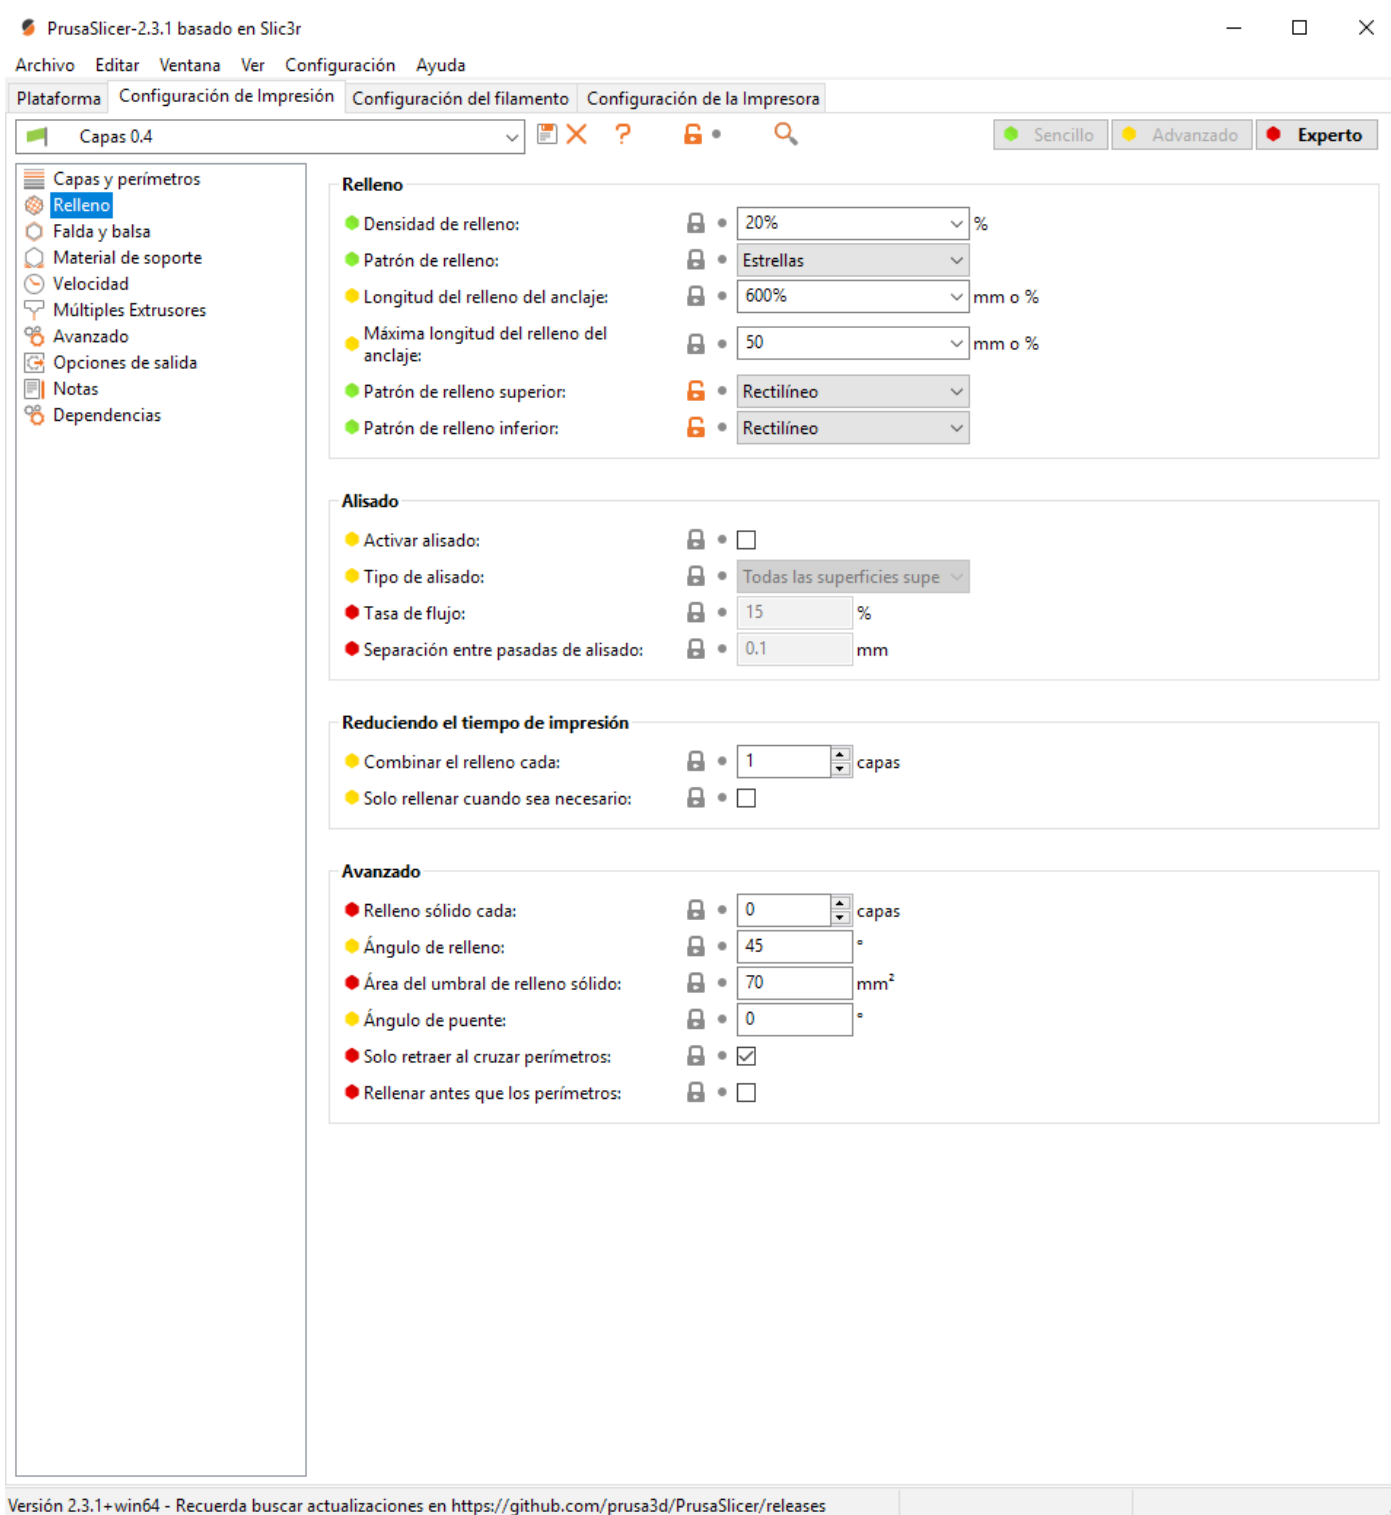 PrusaSlicer-2.3.1 basado en Slic3r
Archivo Editar Ventana Ver Configuración Ayuda
Plataforma Configuración de Impresión Configuración del filamento Configuración de la Impresora
Capas 0.4 ? Sencillo Advanzado Experto
Capas y perímetros
Relleno
Falda y balsa
Material de soporte
Velocidad
Múltiples Extrusores
Avanzado
Opciones de salida
Notas
Dependencias
Relleno
Densidad de relleno: 20% %
Patrón de relleno: Estrellas
Longitud del relleno del anclaje: 600% mm o %
Máxima longitud del relleno del
anclaje: 50 mm o %
Patrón de relleno superior: Rectilíneo
Patrón de relleno inferior: Rectilíneo
Alisado
Activar alisado:
Tipo de alisado: Todas las superficies supe
Tasa de flujo: 15 %
Separación entre pasadas de alisado: 0.1 mm
Reduciendo el tiempo de impresión
Combinar el relleno cada: 1 capas
Solo rellenar cuando sea necesario:
Avanzado
Relleno sólido cada: 0 capas
Ángulo de relleno: 45 °
Área del umbral de relleno sólido: 70 mm²
Ángulo de puente: 0 °
Solo retraer al cruzar perímetros:
Rellenar antes que los perímetros:
Versión 2.3.1+win64 - Recuerda buscar actualizaciones en https://github.com/prusa3d/PrusaSlicer/releases